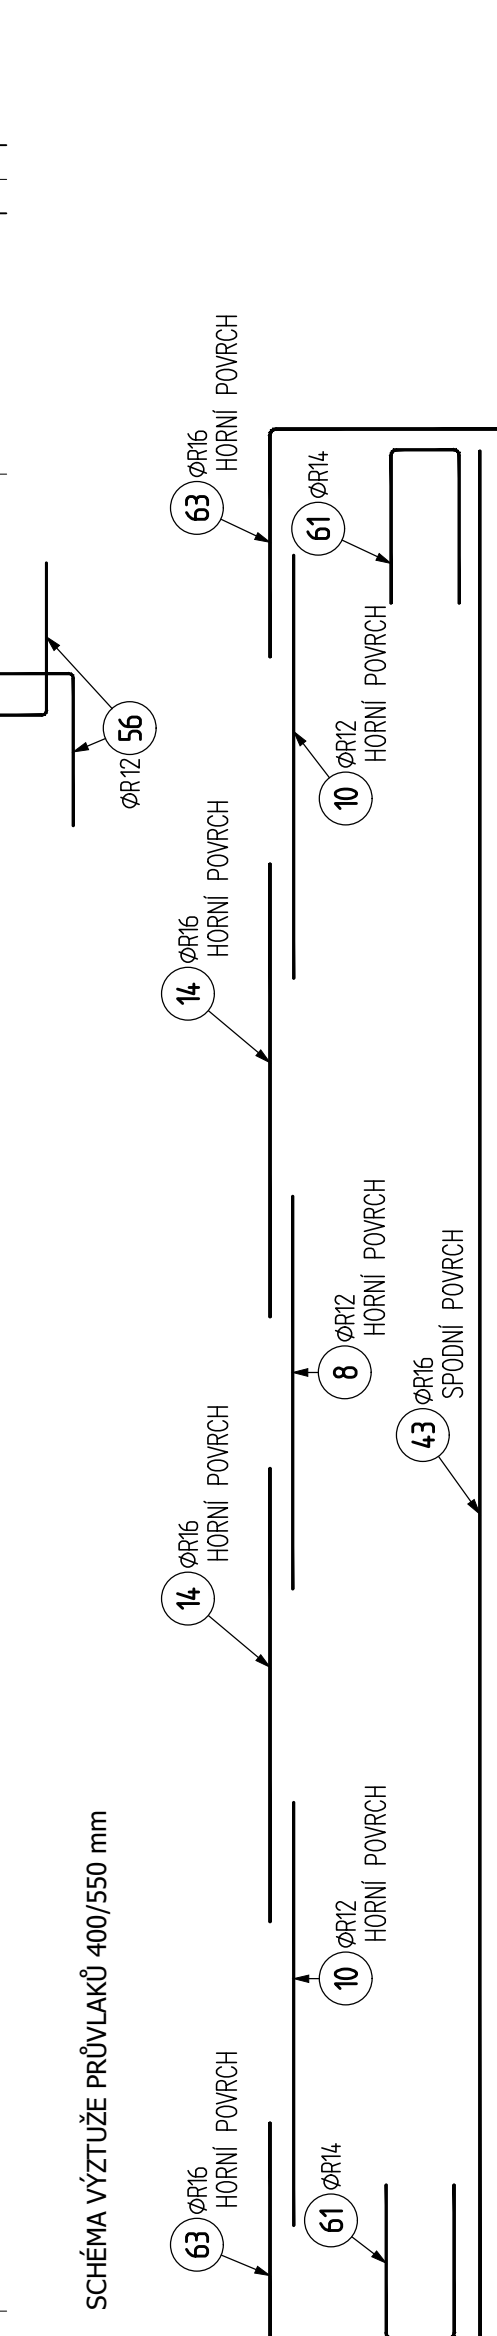 SCHÉMA VÝZTUŽE PRŮVLAKŮ 400/550 mm
ØR12
56
63 ØR16
HORNÍ POVRCH
14 ØR16
HORNÍ POVRCH
14 ØR16
HORNÍ POVRCH
63 ØR16
HORNÍ POVRCH
61 ØR14
10 ØR12
HORNÍ POVRCH
8 ØR12
HORNÍ POVRCH
10 ØR12
HORNÍ POVRCH
61 ØR14
43 ØR16
SPODNÍ POVRCH